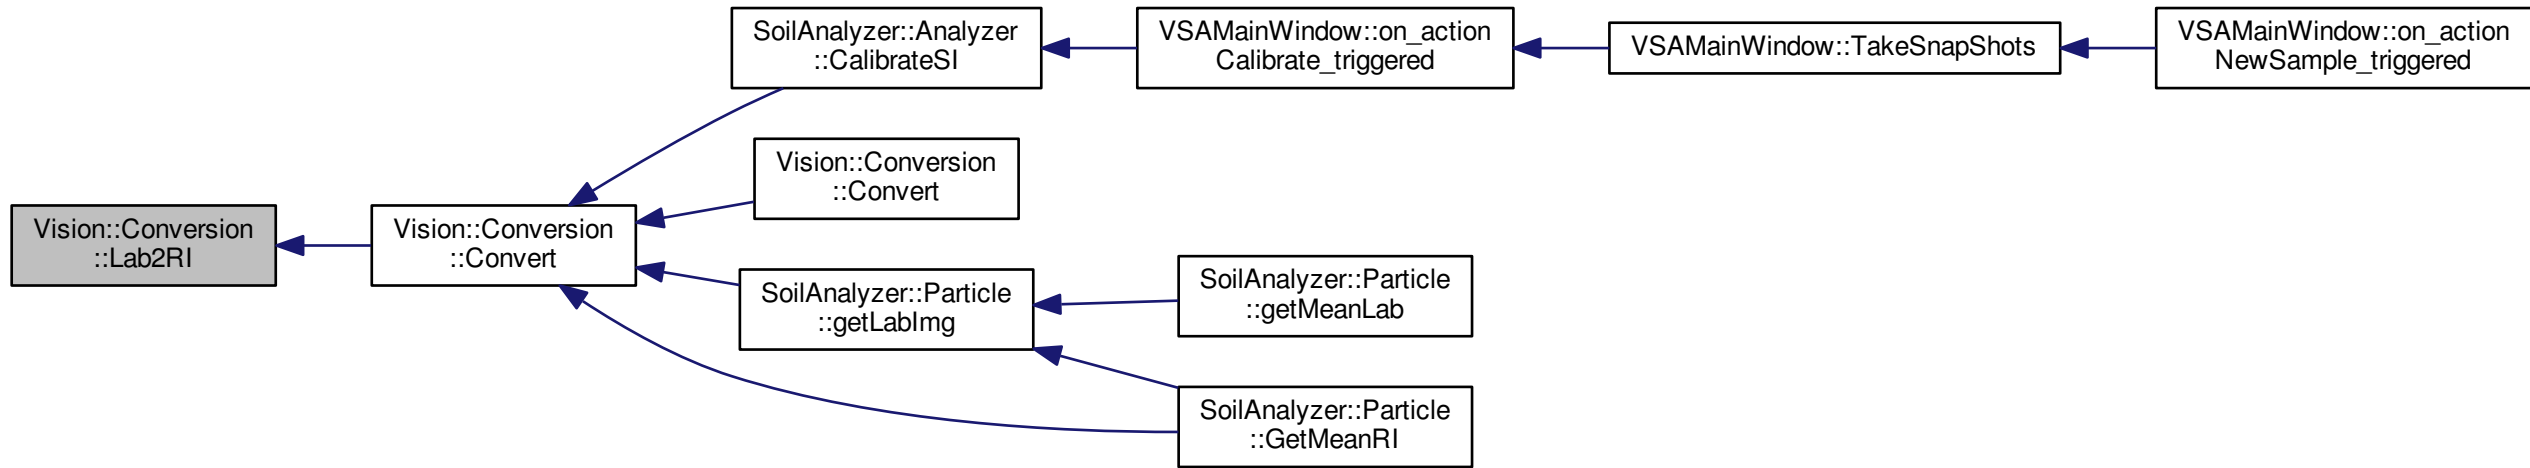 SoilAnalyzer::Analyzer
::CalibrateSI
VSAMainWindow::on_action
Calibrate_triggered
VSAMainWindow::TakeSnapShots
VSAMainWindow::on_action
NewSample_triggered
Vision::Conversion
::Convert
Vision::Conversion
::Lab2RI
Vision::Conversion
::Convert
SoilAnalyzer::Particle
::getLabImg
SoilAnalyzer::Particle
::getMeanLab
SoilAnalyzer::Particle
::GetMeanRI